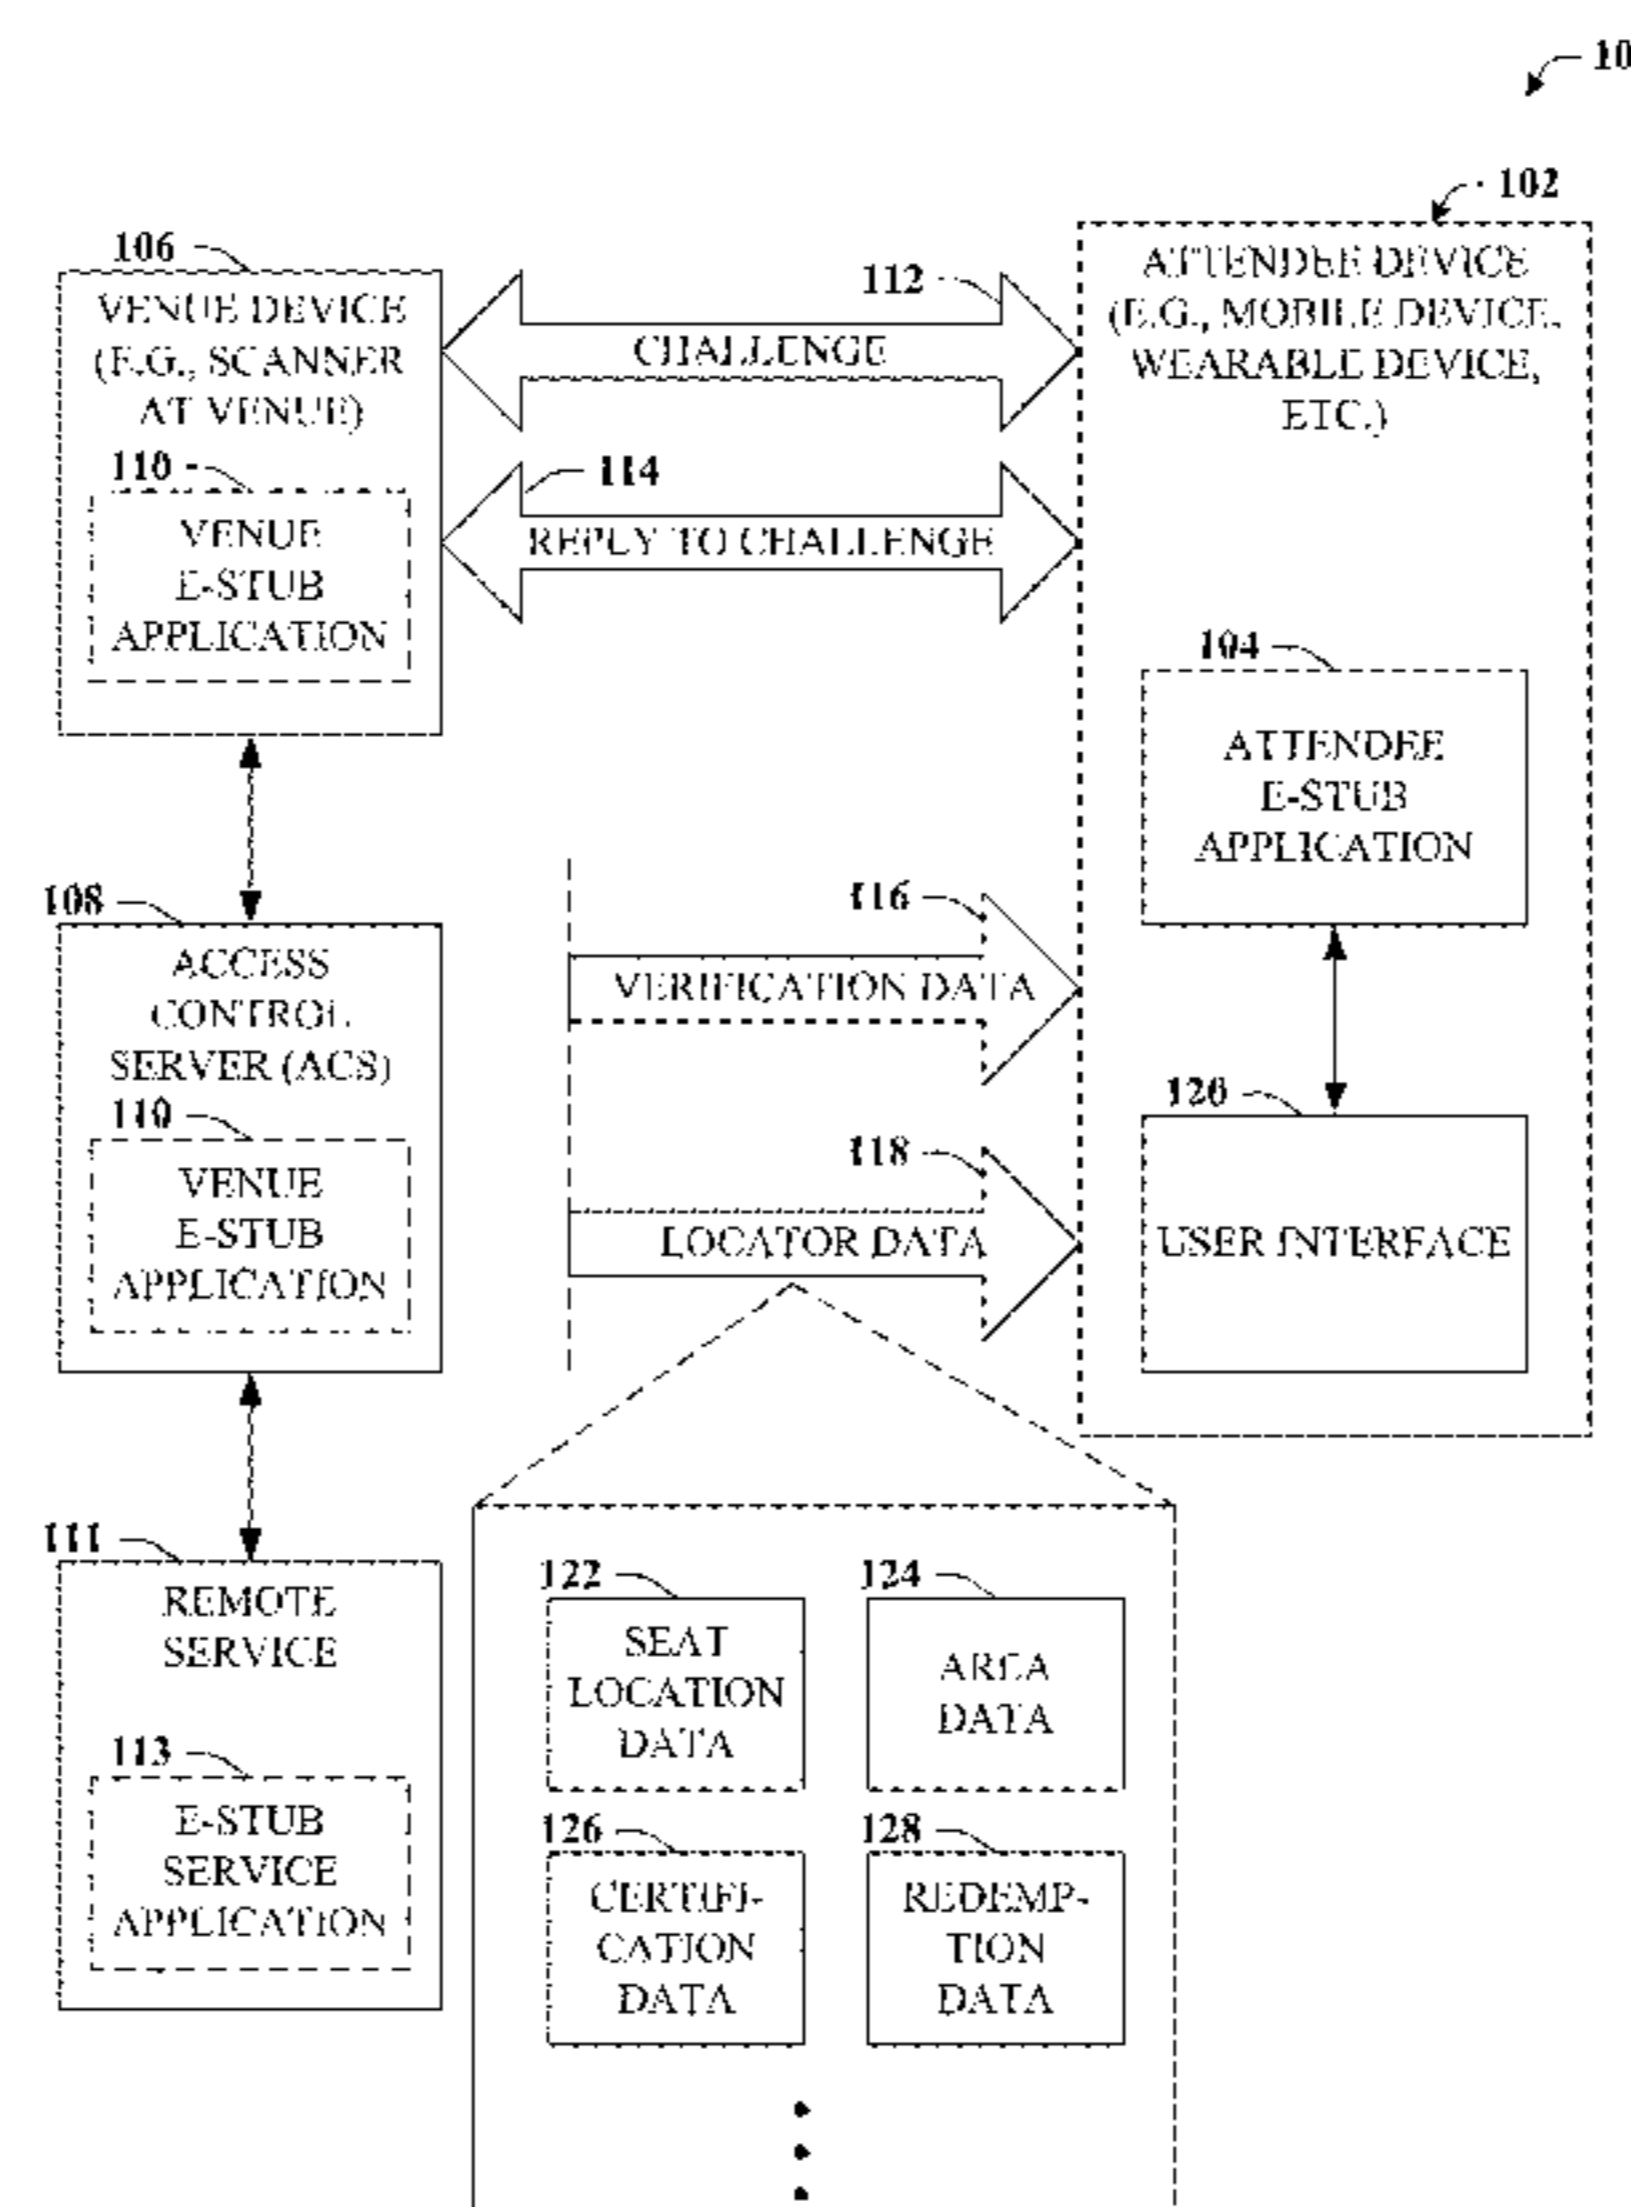 10
102
106
VENUE DEVICE
(E.G., SCANNER
AT VENUE)
110
VENUE
E-STUB
APPLICATION
112
CHALLENGE
114
REPLY TO CHALLENGE
ATTENDEE DEVICE
(E.G., MOBILE DEVICE,
WEARABLE DEVICE,
ETC.)
104
ATTENDEE
E-STUB
APPLICATION
108
ACCESS
CONTROL
SERVER (ACS)
110
VENUE
E-STUB
APPLICATION
116
VERIFICATION DATA
118
LOCATOR DATA
120
USER INTERFACE
111
REMOTE
SERVICE
113
E-STUB
SERVICE
APPLICATION
122
SEAT
LOCATION
DATA
124
AREA
DATA
126
CERTIFI-
CATION
DATA
128
REDEMP-
TION
DATA